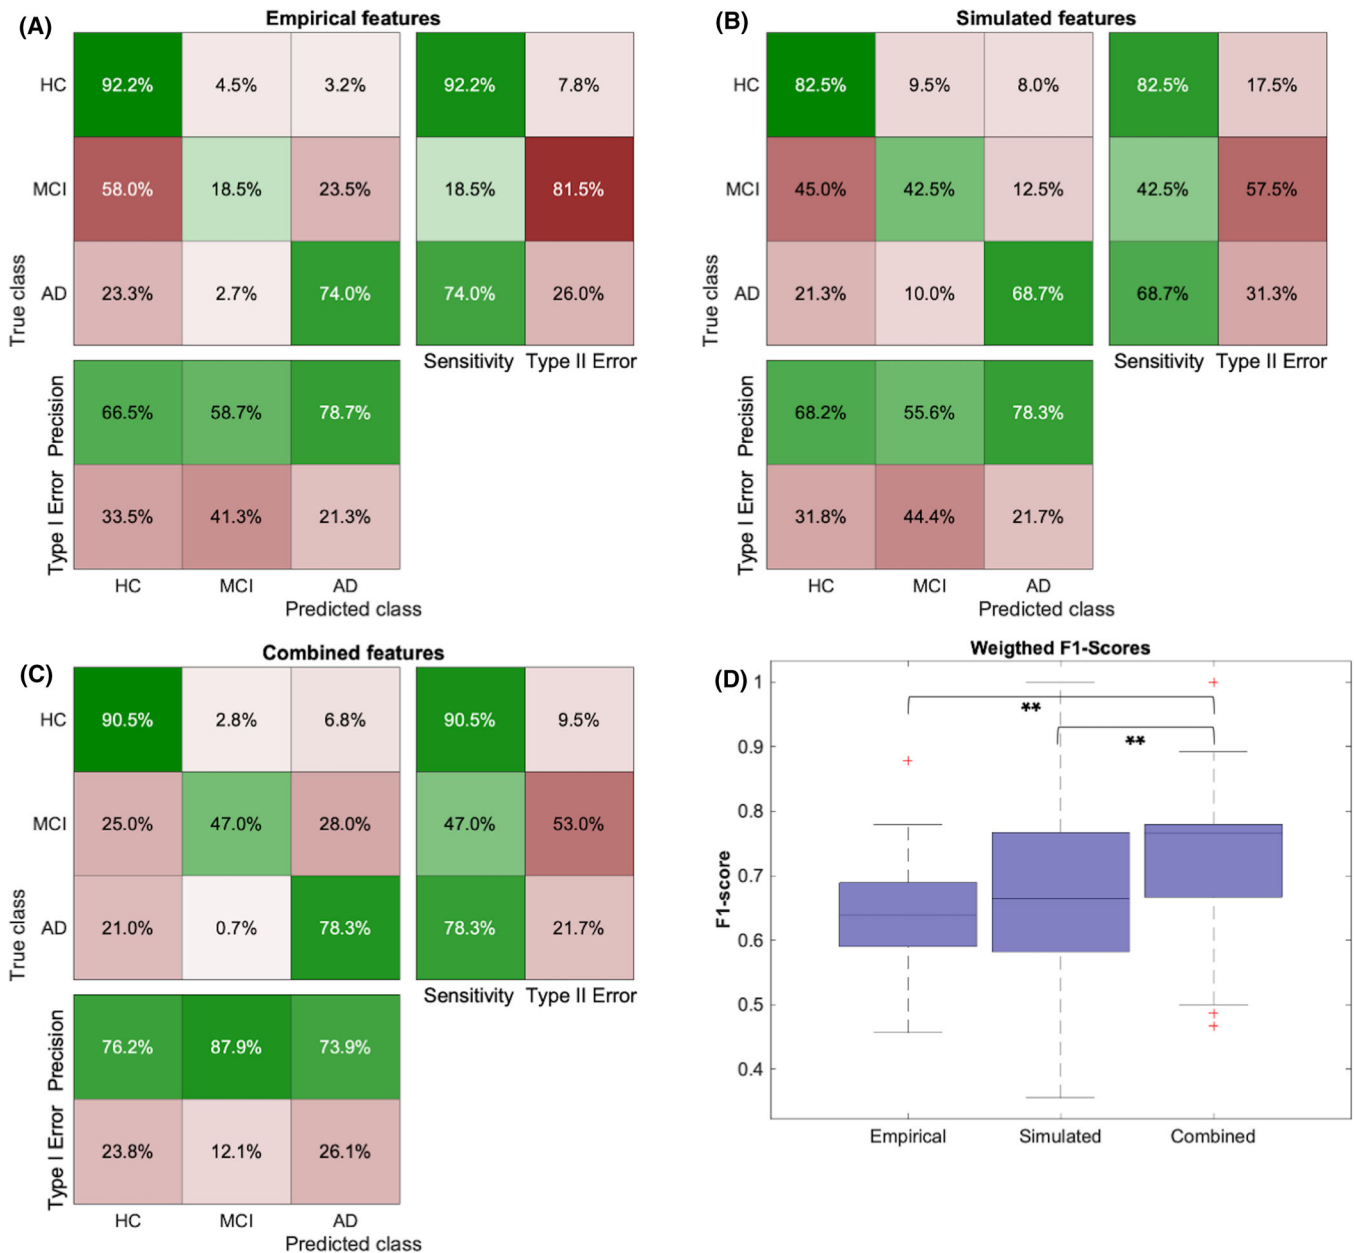 (A)
Empirical features
HC 92.2% 4.5% 3.2% 92.2% 7.8%
MCI 58.0% 18.5% 23.5% 18.5% 81.5%
AD 23.3% 2.7% 74.0% 74.0% 26.0%
True class
Sensitivity Type II Error
Precision 66.5% 58.7% 78.7%
Type I Error 33.5% 41.3% 21.3%
HC MCI AD
Predicted class
(B)
Simulated features
HC 82.5% 9.5% 8.0% 82.5% 17.5%
MCI 45.0% 42.5% 12.5% 42.5% 57.5%
AD 21.3% 10.0% 68.7% 68.7% 31.3%
True class
Sensitivity Type II Error
Precision 68.2% 55.6% 78.3%
Type I Error 31.8% 44.4% 21.7%
HC MCI AD
Predicted class
(C)
Combined features
HC 90.5% 2.8% 6.8% 90.5% 9.5%
MCI 25.0% 47.0% 28.0% 47.0% 53.0%
AD 21.0% 0.7% 78.3% 78.3% 21.7%
True class
Sensitivity Type II Error
Precision 76.2% 87.9% 73.9%
Type I Error 23.8% 12.1% 26.1%
HC MCI AD
Predicted class
(D)
Weigthed F1-Scores
1
0.9
0.8
0.7
0.6
0.5
0.4
F1-score
**
**
Empirical Simulated Combined